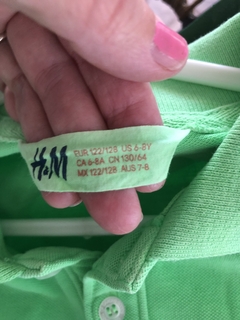 H&M
EUR 122/128 US 6-8Y
CA 6-8A CN 130/64
MX 122/128 AUS 7-8